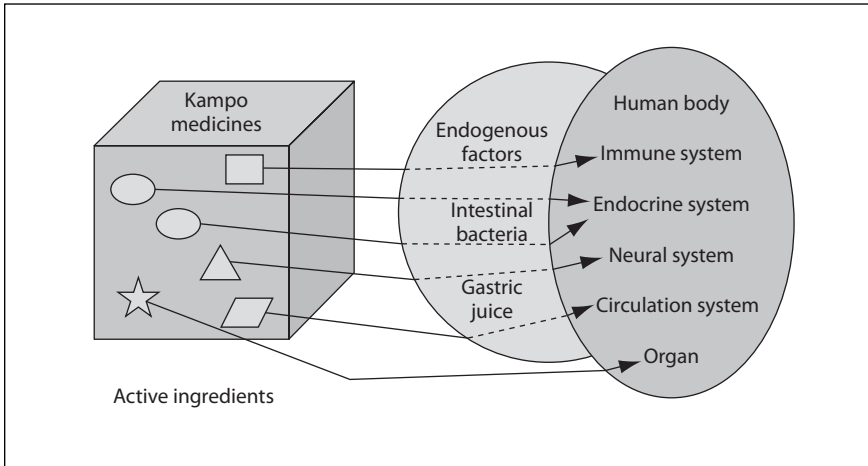 Kampo
medicines
Active ingredients
Endogenous
factors
Intestinal
bacteria
Gastric
juice
Human body
Immune system
Endocrine system
Neural system
Circulation system
Organ